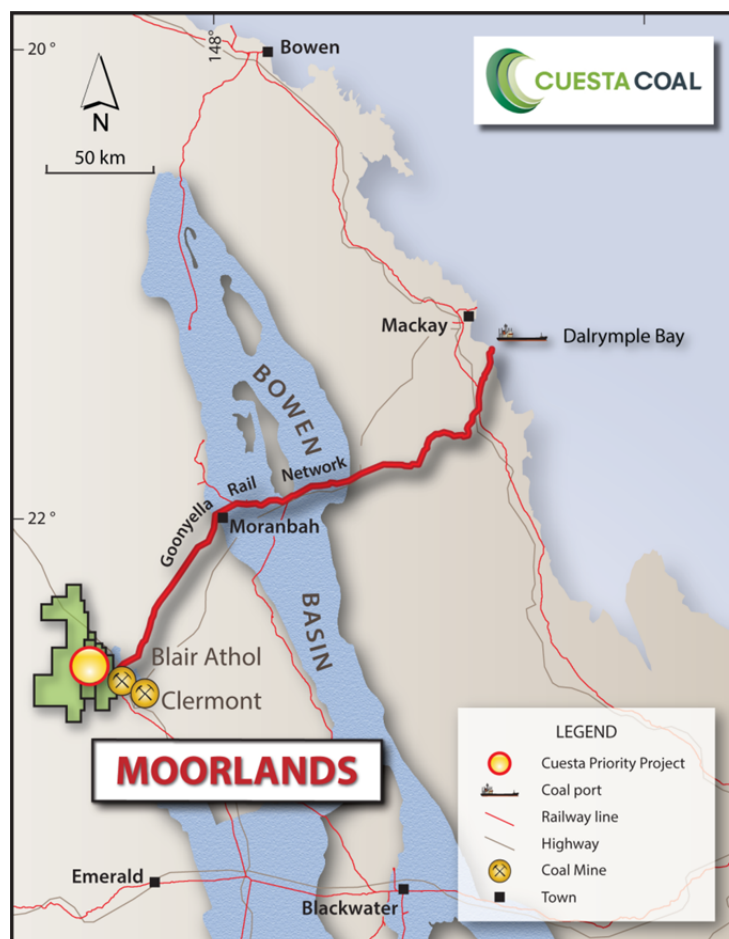 20°
148°
Bowen
CUESTA COAL
N
50 km
Mackay
Dalrymple Bay
BOWEN
Goonyella Rail Network
Moranbah
22°
BASIN
Blair Athol
Clermont
MOORLANDS
Emerald
Blackwater
LEGEND
Cuesta Priority Project
Coal port
Railway line
Highway
Coal Mine
Town